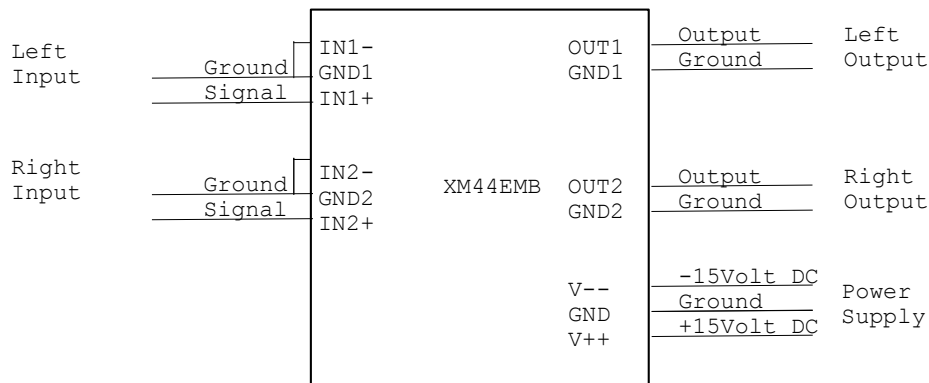 Left
Input
Ground
Signal
IN1-
GND1
IN1+
Right
Input
Ground
Signal
IN2-
GND2
IN2+
XM44EMB
OUT1
GND1
Output
Ground
Left
Output
OUT2
GND2
Output
Ground
Right
Output
V--
GND
V++
-15Volt DC
Ground
+15Volt DC
Power
Supply